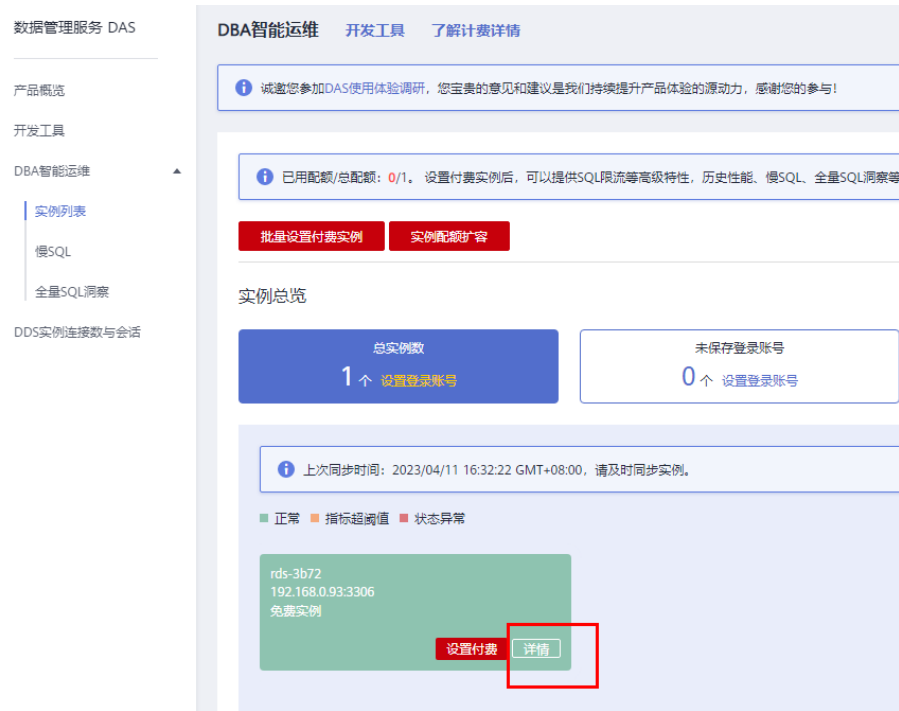 数据管理服务 DAS
产品概览
开发工具
DBA智能运维
实例列表
慢SQL
全量SQL洞察
DDS实例连接数与会话
DBA智能运维 开发工具 了解计费详情
诚邀您参加DAS使用体验调研，您宝贵的意见和建议是我们持续提升产品体验的源动力，感谢您的参与！
已用配额/总配额：0/1。 设置付费实例后，可以提供SQL限流等高级特性，历史性能、慢SQL、全量SQL洞察等
批量设置付费实例 实例配额扩容
实例总览
总实例数
1 个 设置登录账号
未保存登录账号
0 个 设置登录账号
上次同步时间：2023/04/11 16:32:22 GMT+08:00，请及时同步实例。
正常 指标超阈值 状态异常
rds-3b72
192.168.0.93:3306
免费实例
设置付费 详情